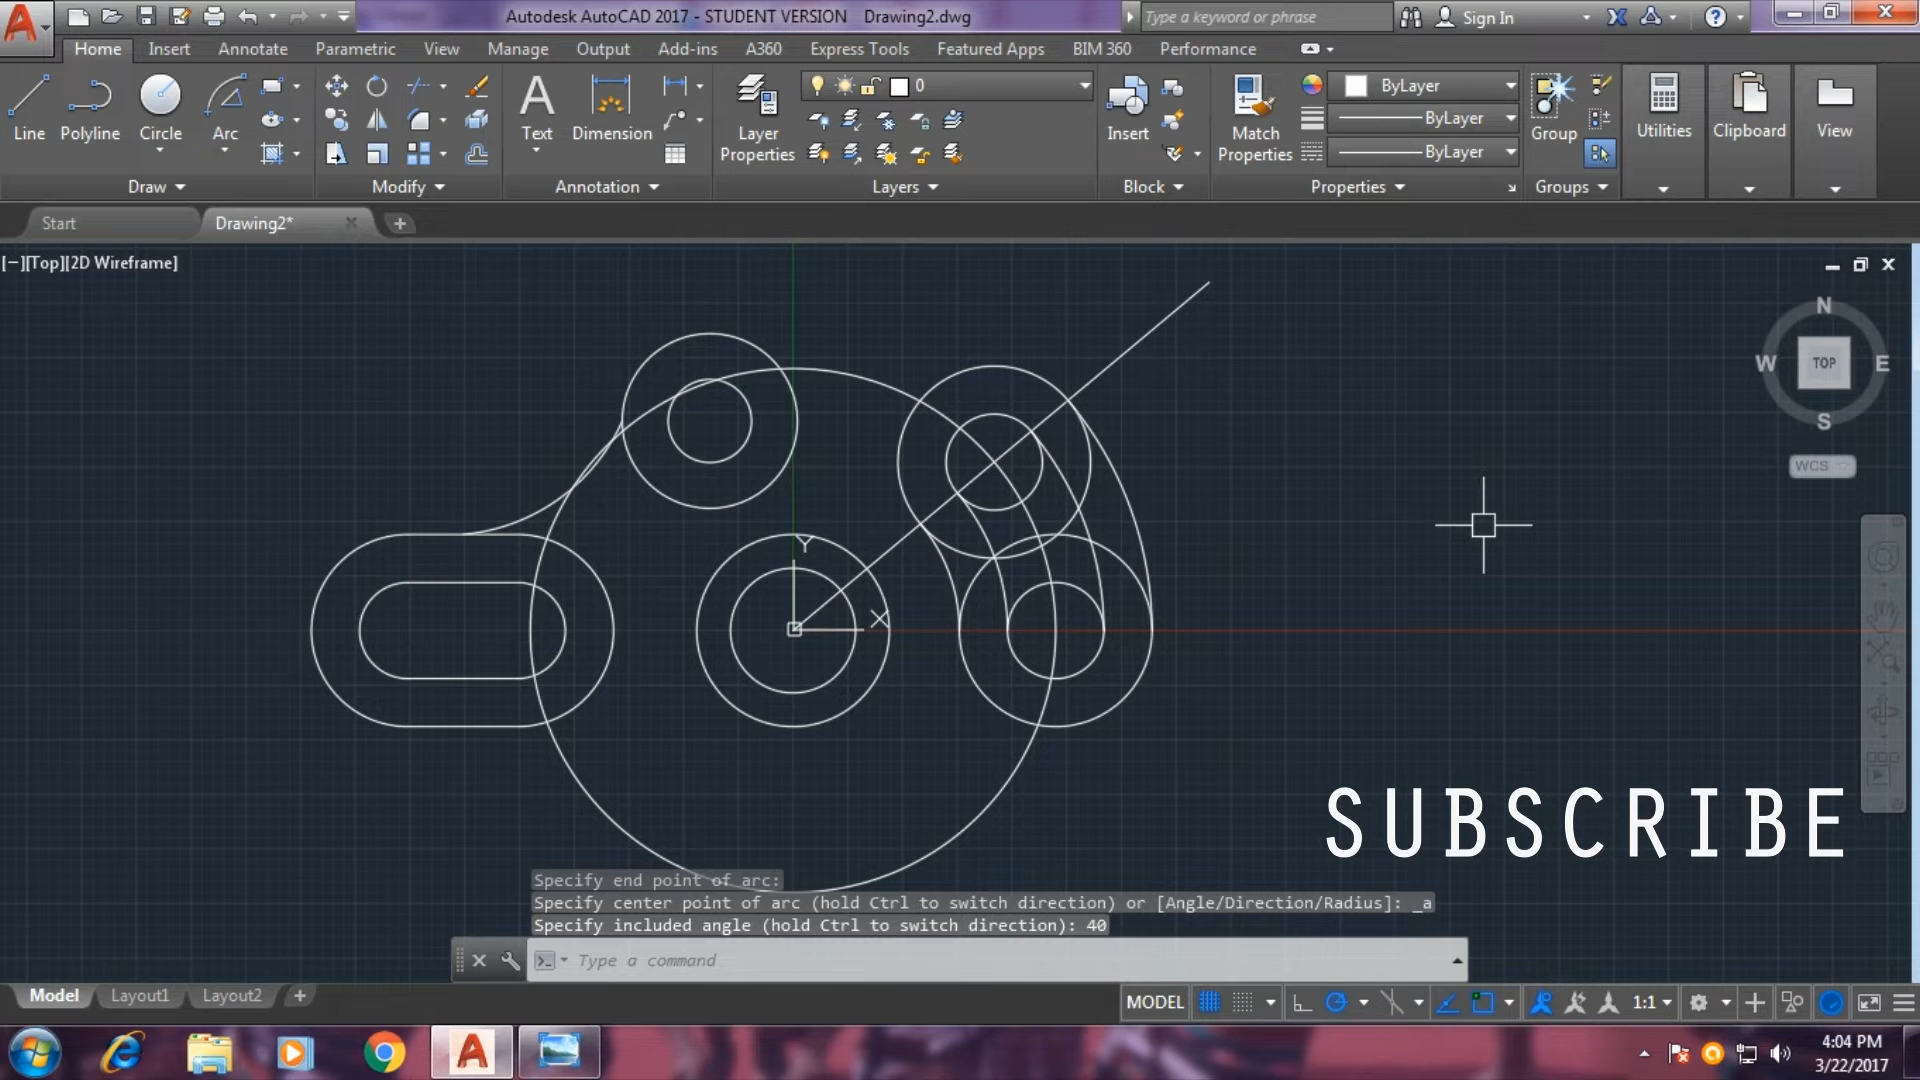 Autodesk AutoCAD 2017 - STUDENT VERSION Drawing2.dwg
Type a keyword or phrase
Sign In
Home Insert Annotate Parametric View Manage Output Add-ins A360 Express Tools Featured Apps BIM 360 Performance
Line Polyline Circle Arc
Draw
Modify
Text Dimension
Annotation
Layer Properties
0
Layers
Insert
Block
Match Properties
ByLayer
ByLayer
ByLayer
Properties
Group
Groups
Utilities
Clipboard
View
Start
Drawing2*
[−][Top][2D Wireframe]
N
W TOP E
S
WCS
Y
X
SUBSCRIBE
Specify end point of arc:
Specify center point of arc (hold Ctrl to switch direction) or [Angle/Direction/Radius]: _a
Specify included angle (hold Ctrl to switch direction): 40
Type a command
Model Layout1 Layout2
MODEL
1:1
4:04 PM
3/22/2017